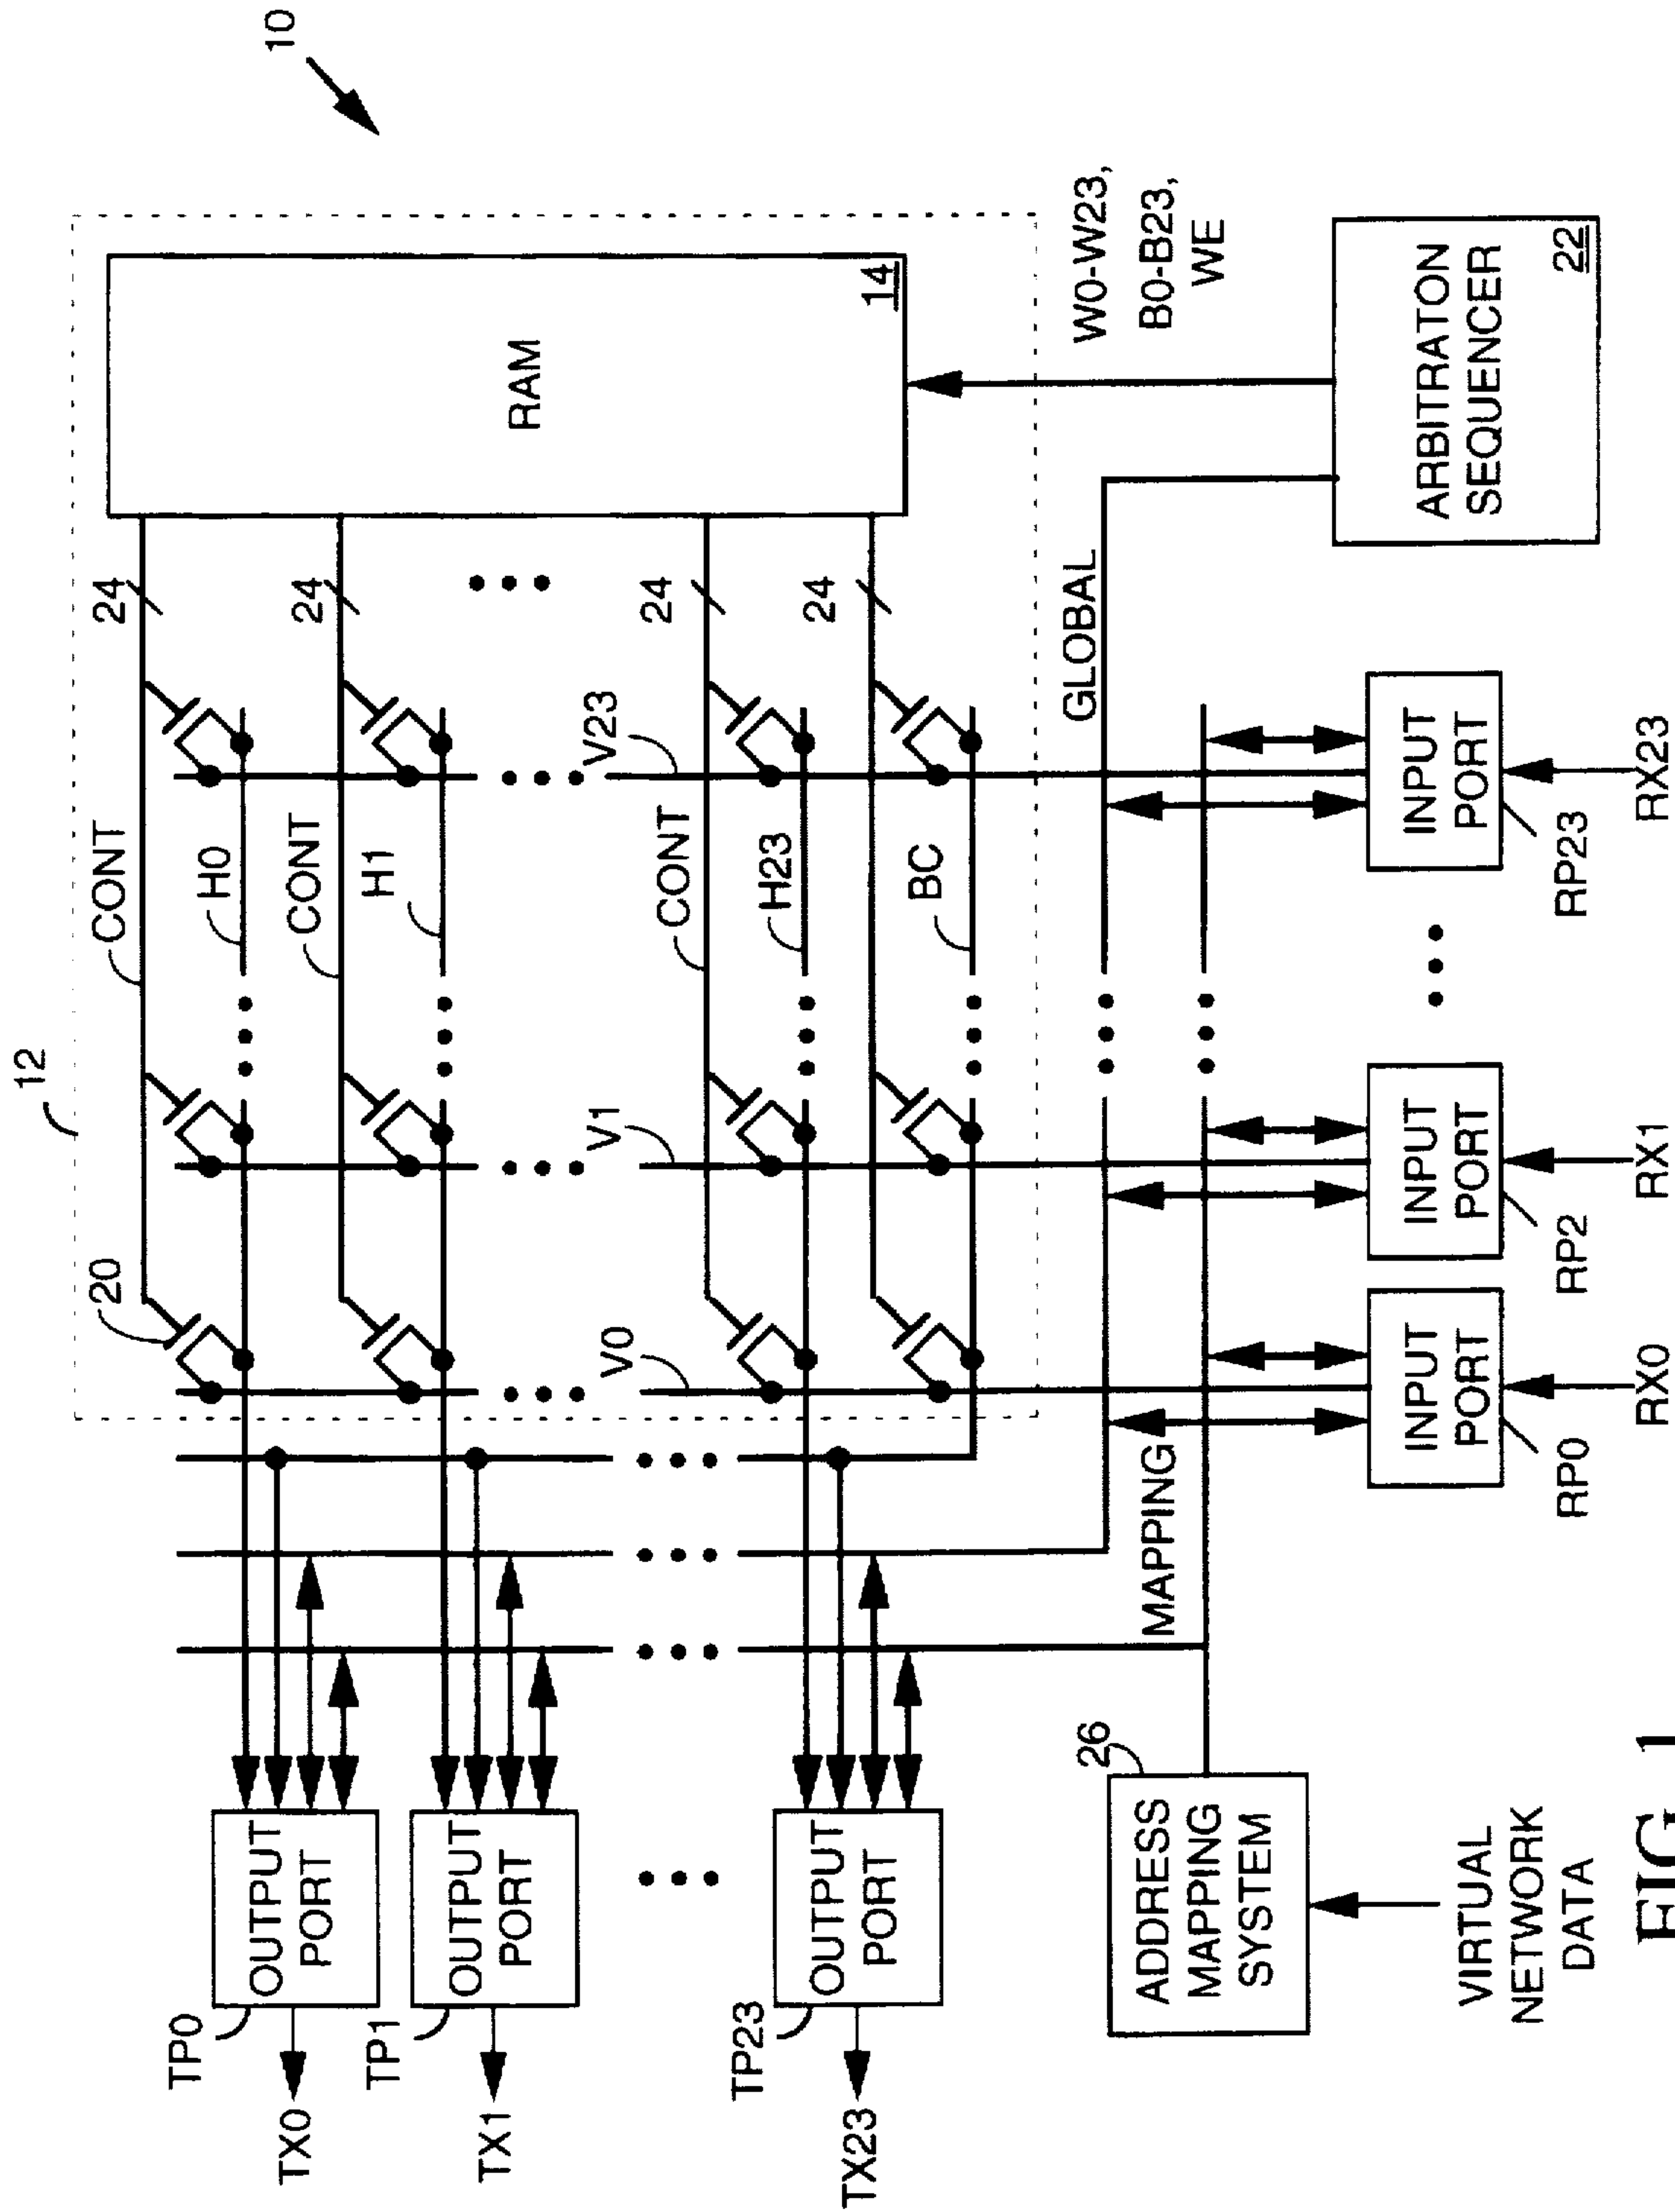 10
12
CONT
24
20
H0
CONT
24
H1
RAM
14
V0
V1
V23
CONT
24
H23
24
BC
W0-W23,
B0-B23,
WE
GLOBAL
MAPPING
ARBITRATON
SEQUENCER
22
OUTPUT
PORT
TP0
TX0
OUTPUT
PORT
TP1
TX1
OUTPUT
PORT
TP23
TX23
ADDRESS
MAPPING
SYSTEM
26
VIRTUAL
NETWORK
DATA
INPUT
PORT
RP0
RX0
INPUT
PORT
RP2
RX1
INPUT
PORT
RP23
RX23
FIG. 1